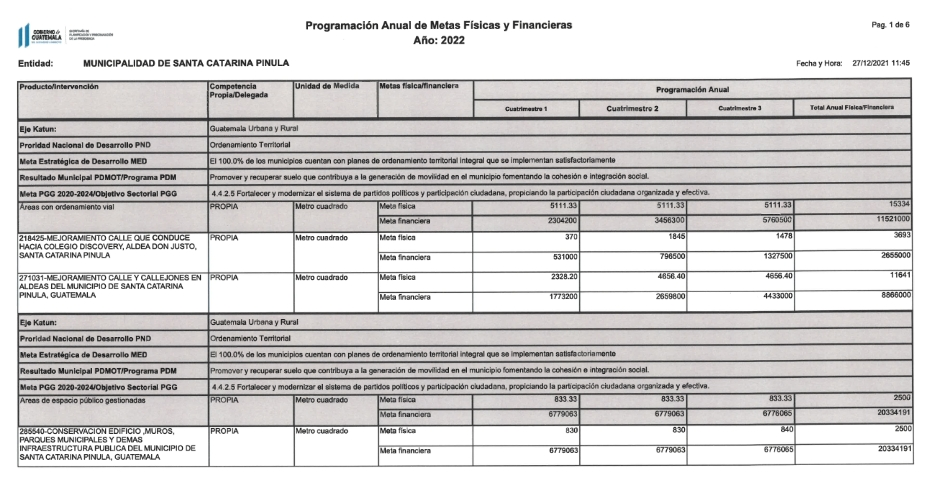 Programación Anual de Metas Físicas y Financieras
Pag. 1 de 6
GOBIERNO de
GUATEMALA
Año: 2022
Entidad: MUNICIPALIDAD DE SANTA CATARINA PINULA
Fecha y Hora: 27/12/2021 11:45
Producto/Intervención Competencia Propia/Delegada Unidad de Medida Metas física/financiera Programación Anual
Cuatrimestre 1 Cuatrimestre 2 Cuatrimestre 3 Total Anual Física/Financiera
Eje Katun: Guatemala Urbana y Rural
Proridad Nacional de Desarrollo PND Ordenamiento Territorial
Meta Estratégica de Desarrollo MED El 100.0% de los municipios cuentan con planes de ordenamiento territorial integral que se implementan satisfactoriamente
Resultado Municipal PDMOT/Programa PDM Promover y recuperar suelo que contribuya a la generación de movilidad en el municipio fomentando la cohesión e integración social.
Meta PGG 2020-2024/Objetivo Sectorial PGG 4.4.2.5 Fortalecer y modernizar el sistema de partidos políticos y participación ciudadana, propiciando la participación ciudadana organizada y efectiva.
Áreas con ordenamiento vial PROPIA Metro cuadrado Meta física 5111.33 5111.33 5111.33 15334
Meta financiera 2304200 3456300 5760500 11521000
218425-MEJORAMIENTO CALLE QUE CONDUCE PROPIA Metro cuadrado Meta física 370 1845 1478 3693
HACIA COLEGIO DISCOVERY, ALDEA DON JUSTO,
SANTA CATARINA PINULA Meta financiera 531000 796500 1327500 2655000
271031-MEJORAMIENTO CALLE Y CALLEJONES EN PROPIA Metro cuadrado Meta física 2328.20 4656.40 4656.40 11641
ALDEAS DEL MUNICIPIO DE SANTA CATARINA
PINULA, GUATEMALA Meta financiera 1773200 2659800 4433000 8866000
Eje Katun: Guatemala Urbana y Rural
Proridad Nacional de Desarrollo PND Ordenamiento Territorial
Meta Estratégica de Desarrollo MED El 100.0% de los municipios cuentan con planes de ordenamiento territorial integral que se implementan satisfactoriamente
Resultado Municipal PDMOT/Programa PDM Promover y recuperar suelo que contribuya a la generación de movilidad en el municipio fomentando la cohesión e integración social.
Meta PGG 2020-2024/Objetivo Sectorial PGG 4.4.2.5 Fortalecer y modernizar el sistema de partidos políticos y participación ciudadana, propiciando la participación ciudadana organizada y efectiva.
Áreas de espacio público gestionadas PROPIA Metro cuadrado Meta física 833.33 833.33 833.33 2500
Meta financiera 6779063 6779063 6776065 20334191
285540-CONSERVACION EDIFICIO ,MUROS, PROPIA Metro cuadrado Meta física 830 830 840 2500
PARQUES MUNICIPALES Y DEMAS
INFRAESTRUCTURA PUBLICA DEL MUNICIPIO DE Meta financiera 6779063 6779063 6776065 20334191
SANTA CATARINA PINULA, GUATEMALA